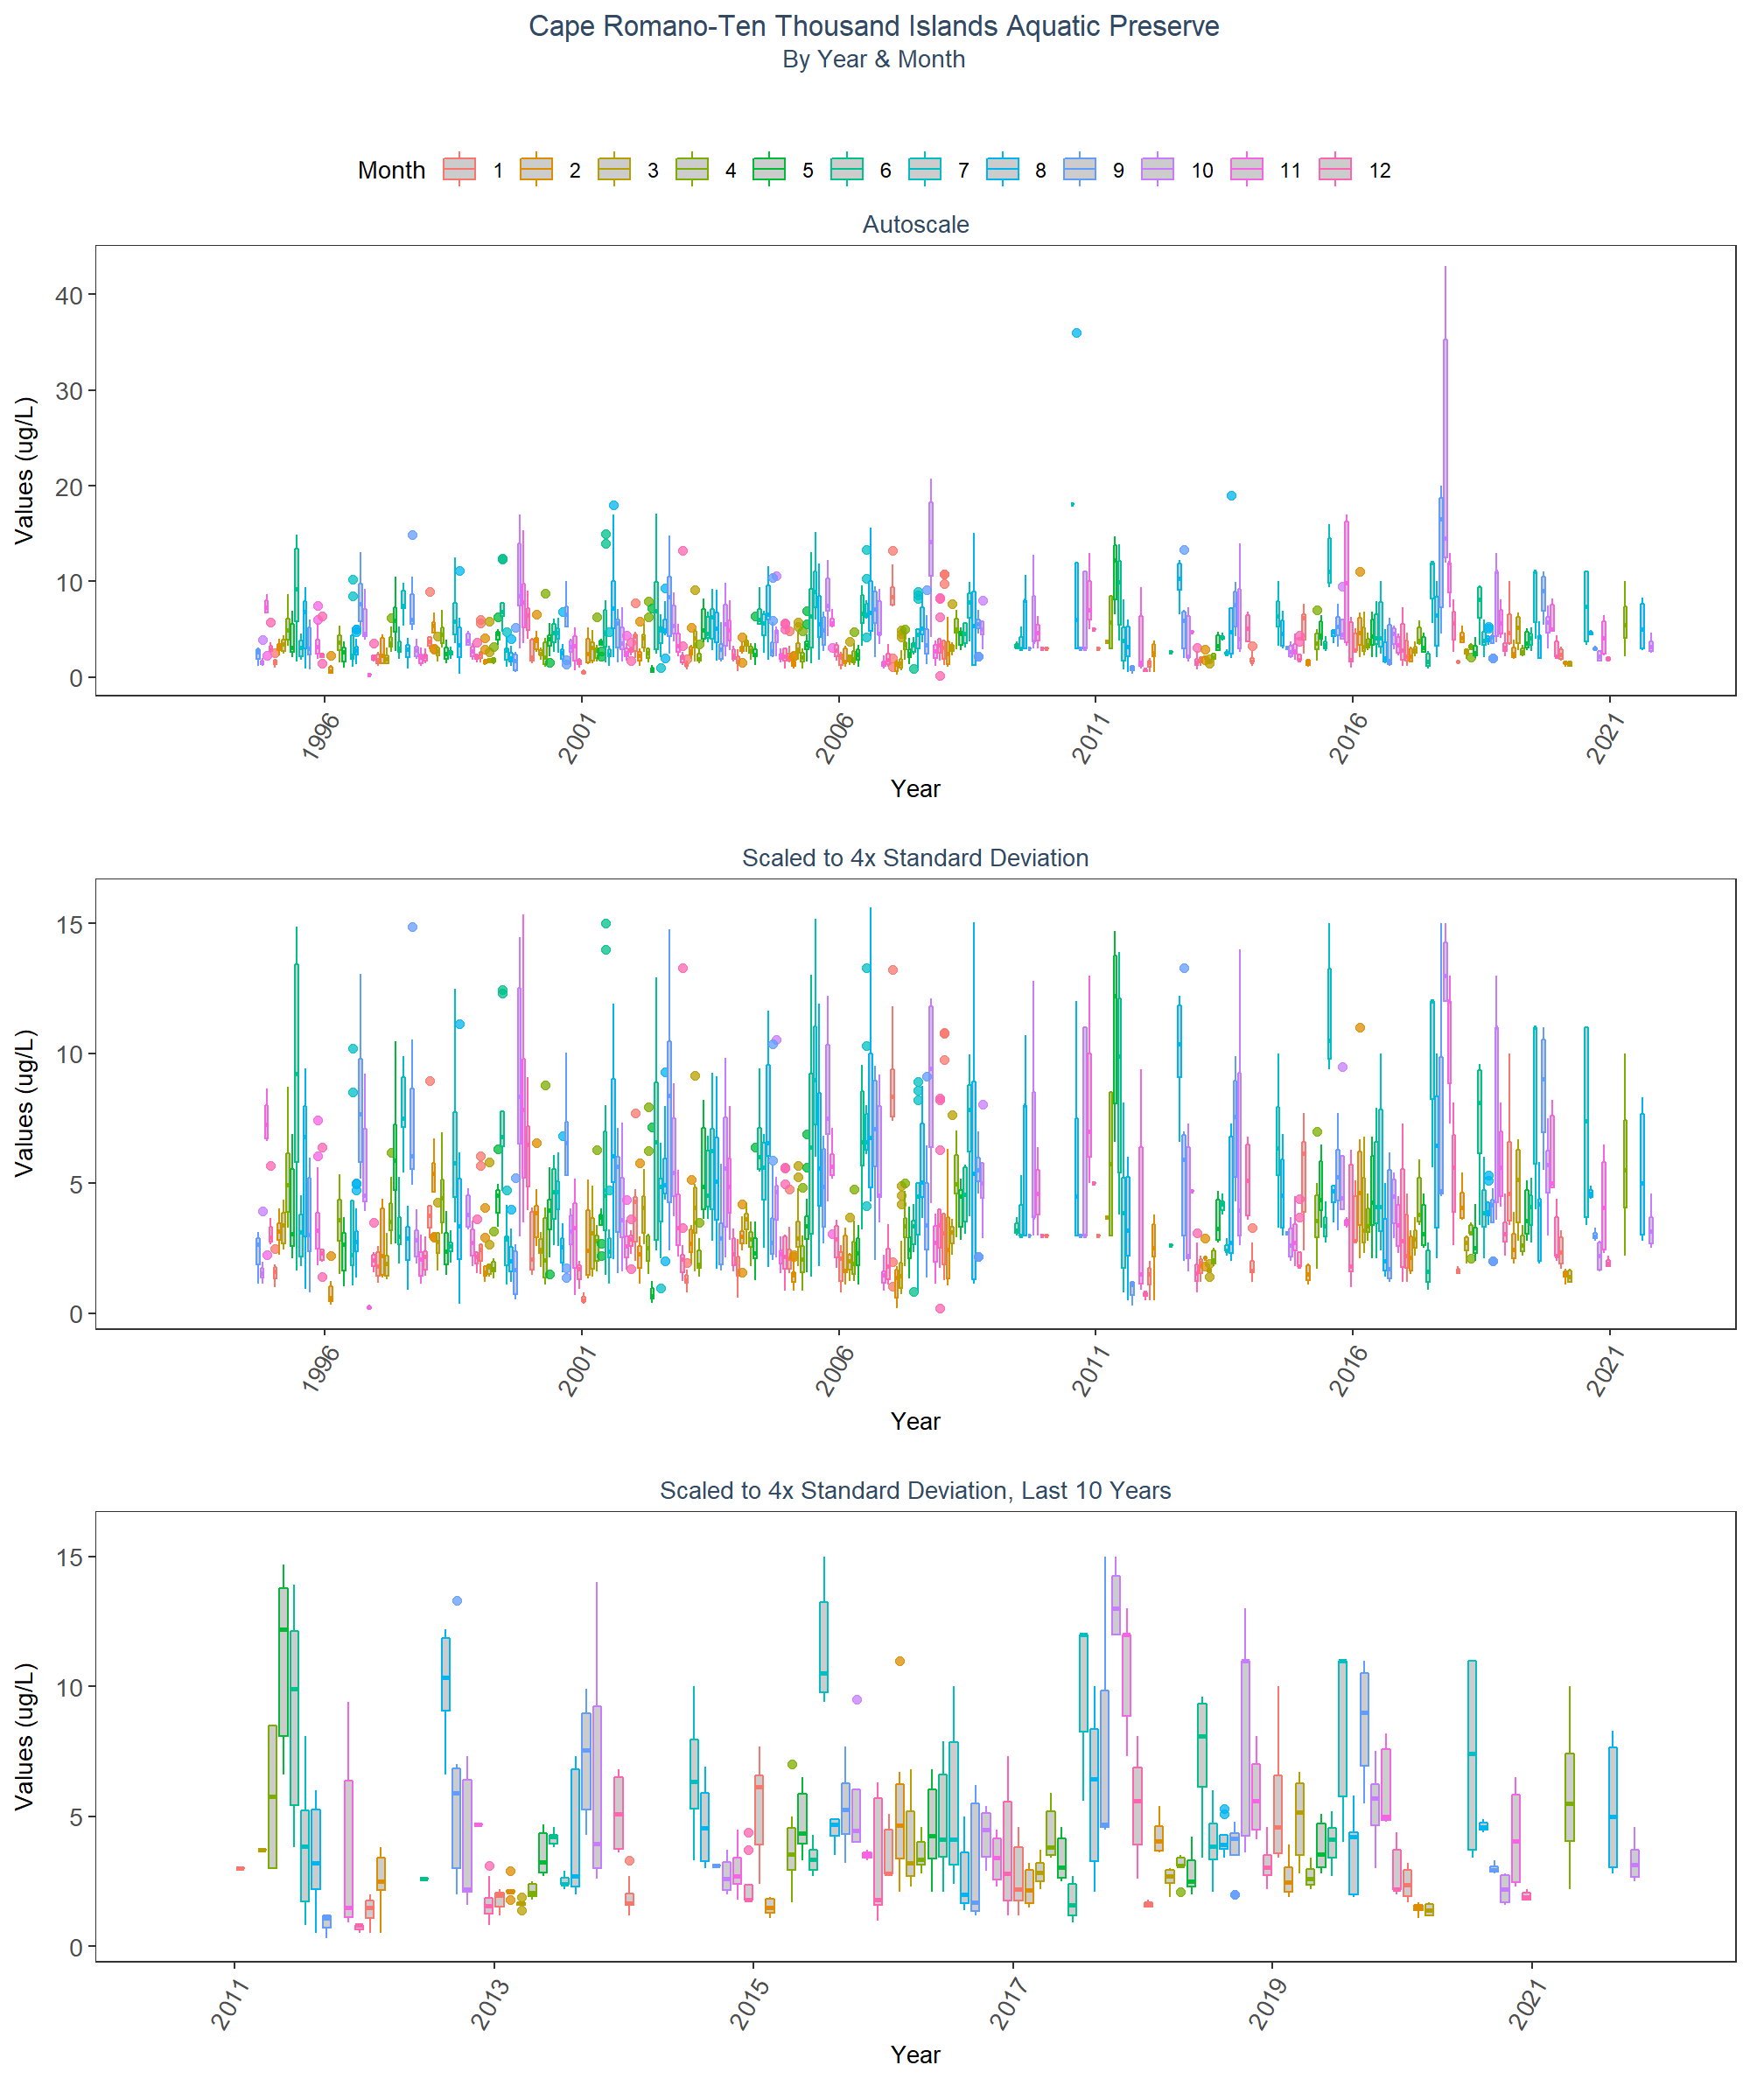 Cape Romano-Ten Thousand Islands Aquatic Preserve
By Year & Month
Month 1 2 3 4 5 6 7 8 9 10 11 12
Autoscale
Values (ug/L)
40
30
20
10
0
1996 2001 2006 2011 2016 2021
Year
Scaled to 4x Standard Deviation
Values (ug/L)
15
10
5
0
1996 2001 2006 2011 2016 2021
Year
Scaled to 4x Standard Deviation, Last 10 Years
Values (ug/L)
15
10
5
0
2011 2013 2015 2017 2019 2021
Year